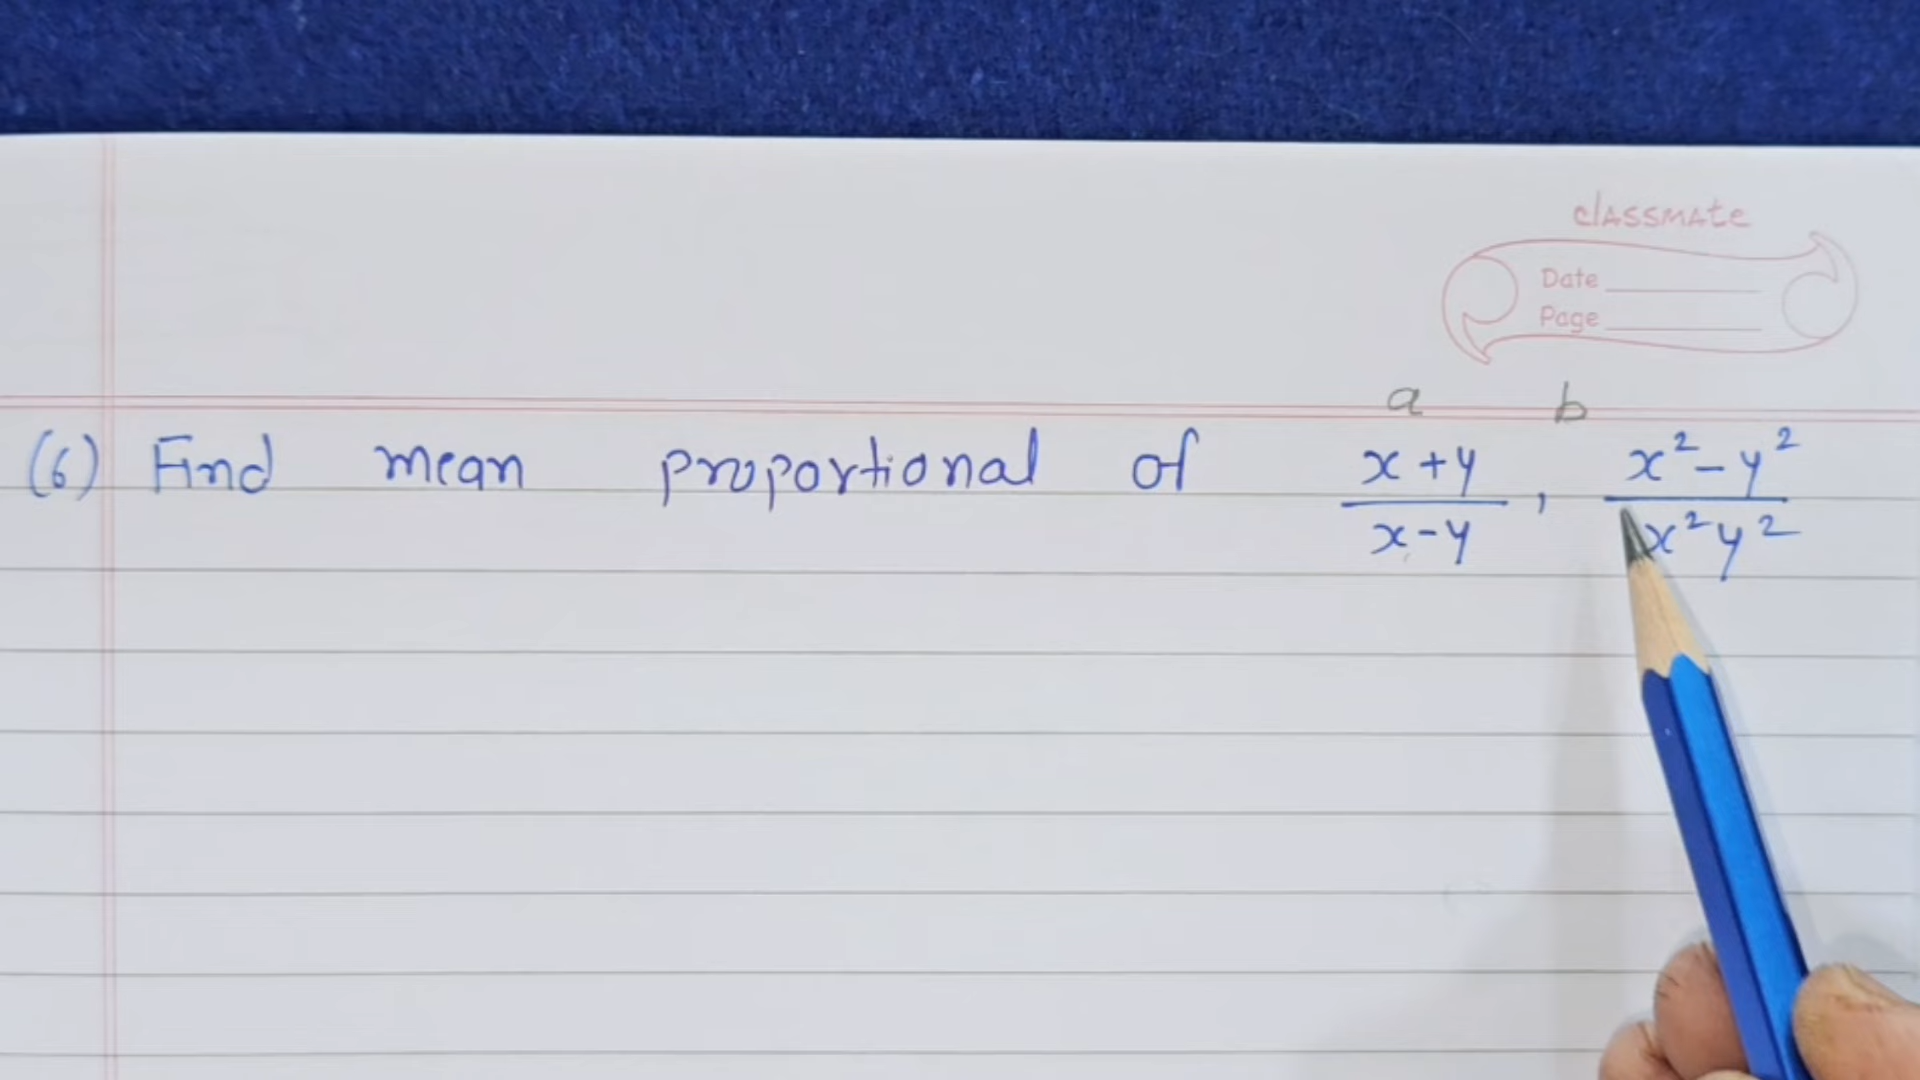 classmate
Date
Page
a b
(6) Find mean proportional of x+y/x-y , x²-y²/x²y²